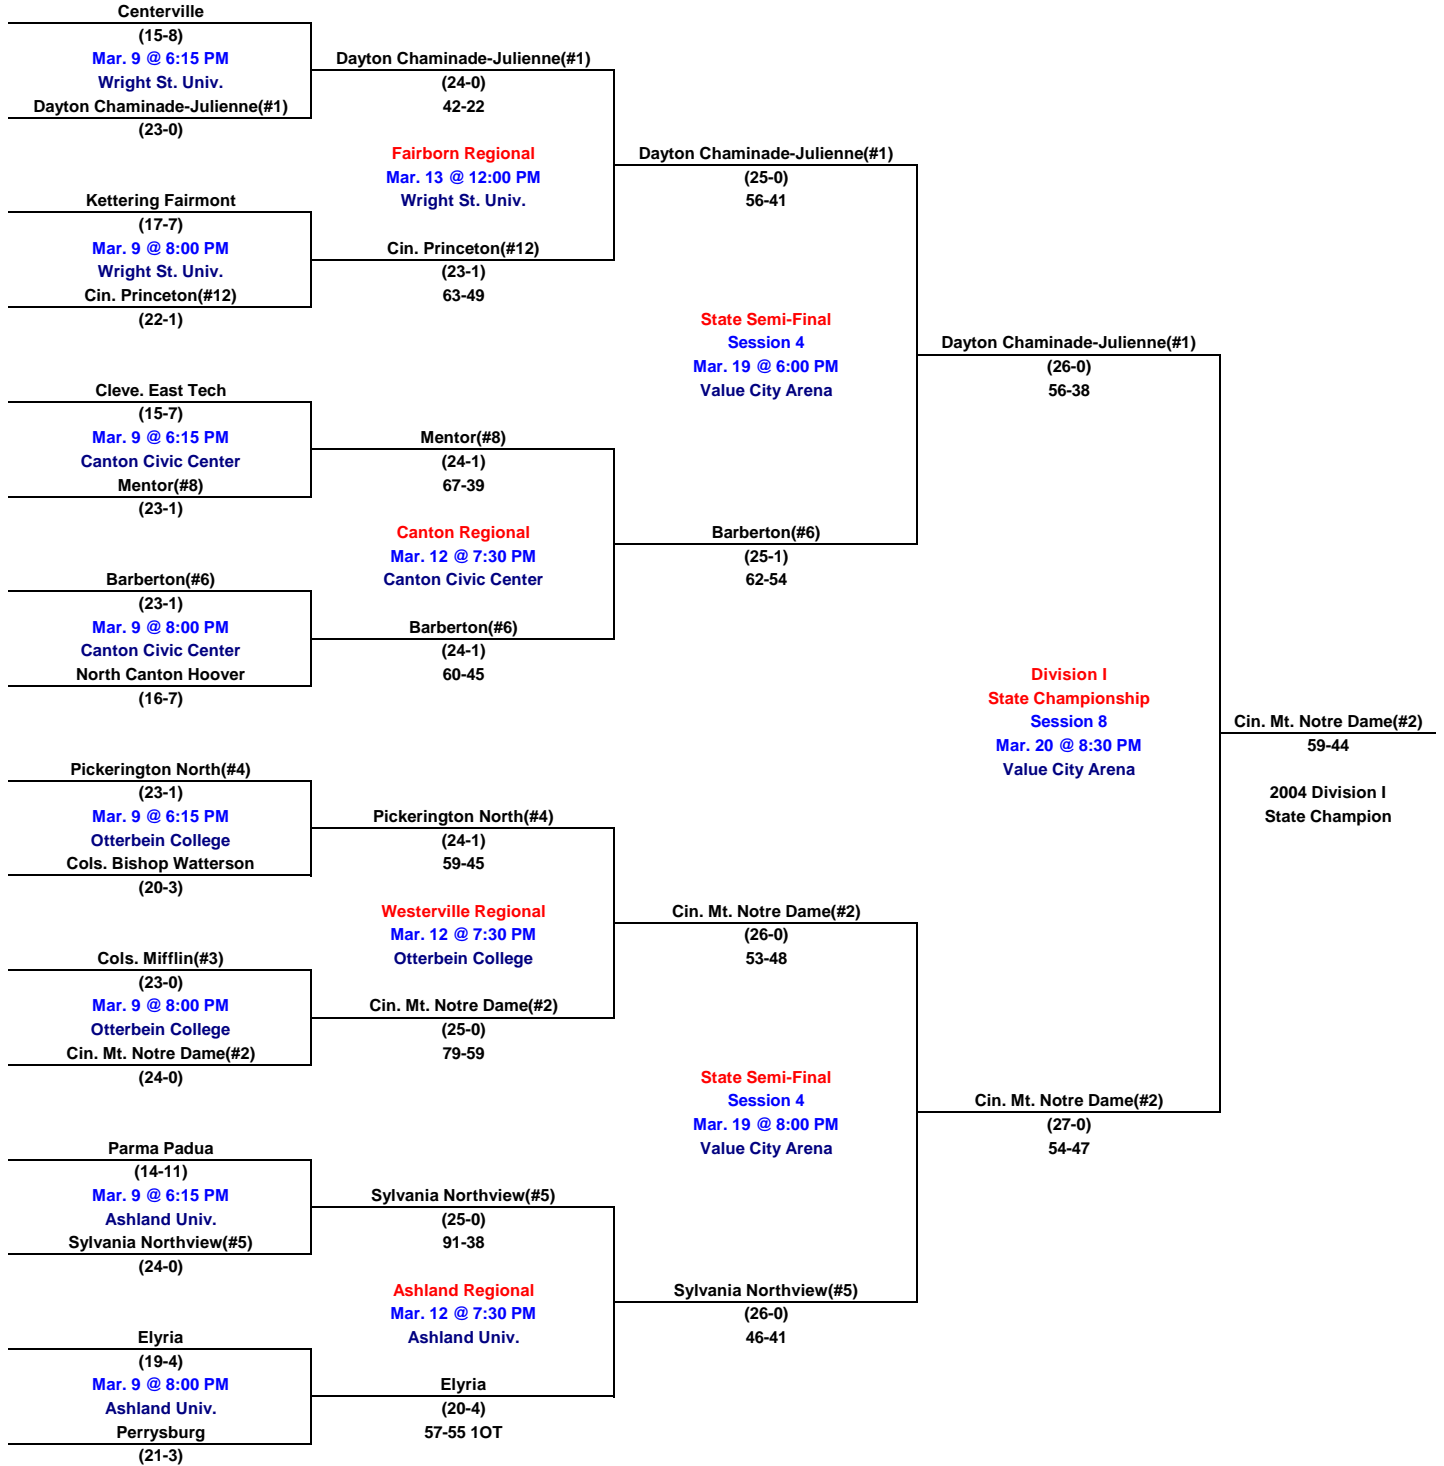 Centerville
(15-8)
Mar. 9 @ 6:15 PM
Wright St. Univ.
Dayton Chaminade-Julienne(#1)
(23-0)
Kettering Fairmont
(17-7)
Mar. 9 @ 8:00 PM
Wright St. Univ.
Cin. Princeton(#12)
(22-1)
Cleve. East Tech
(15-7)
Mar. 9 @ 6:15 PM
Canton Civic Center
Mentor(#8)
(23-1)
Barberton(#6)
(23-1)
Mar. 9 @ 8:00 PM
Canton Civic Center
North Canton Hoover
(16-7)
Pickerington North(#4)
(23-1)
Mar. 9 @ 6:15 PM
Otterbein College
Cols. Bishop Watterson
(20-3)
Cols. Mifflin(#3)
(23-0)
Mar. 9 @ 8:00 PM
Otterbein College
Cin. Mt. Notre Dame(#2)
(24-0)
Parma Padua
(14-11)
Mar. 9 @ 6:15 PM
Ashland Univ.
Sylvania Northview(#5)
(24-0)
Elyria
(19-4)
Mar. 9 @ 8:00 PM
Ashland Univ.
Perrysburg
(21-3)
Dayton Chaminade-Julienne(#1)
(24-0)
42-22
Fairborn Regional
Mar. 13 @ 12:00 PM
Wright St. Univ.
Cin. Princeton(#12)
(23-1)
63-49
Mentor(#8)
(24-1)
67-39
Canton Regional
Mar. 12 @ 7:30 PM
Canton Civic Center
Barberton(#6)
(24-1)
60-45
Pickerington North(#4)
(24-1)
59-45
Westerville Regional
Mar. 12 @ 7:30 PM
Otterbein College
Cin. Mt. Notre Dame(#2)
(25-0)
79-59
Sylvania Northview(#5)
(25-0)
91-38
Ashland Regional
Mar. 12 @ 7:30 PM
Ashland Univ.
Elyria
(20-4)
57-55 1OT
Dayton Chaminade-Julienne(#1)
(25-0)
56-41
State Semi-Final
Session 4
Mar. 19 @ 6:00 PM
Value City Arena
Barberton(#6)
(25-1)
62-54
Cin. Mt. Notre Dame(#2)
(26-0)
53-48
State Semi-Final
Session 4
Mar. 19 @ 8:00 PM
Value City Arena
Sylvania Northview(#5)
(26-0)
46-41
Dayton Chaminade-Julienne(#1)
(26-0)
56-38
Division I
State Championship
Session 8
Mar. 20 @ 8:30 PM
Value City Arena
Cin. Mt. Notre Dame(#2)
(27-0)
54-47
Cin. Mt. Notre Dame(#2)
59-44
2004 Division I
State Champion